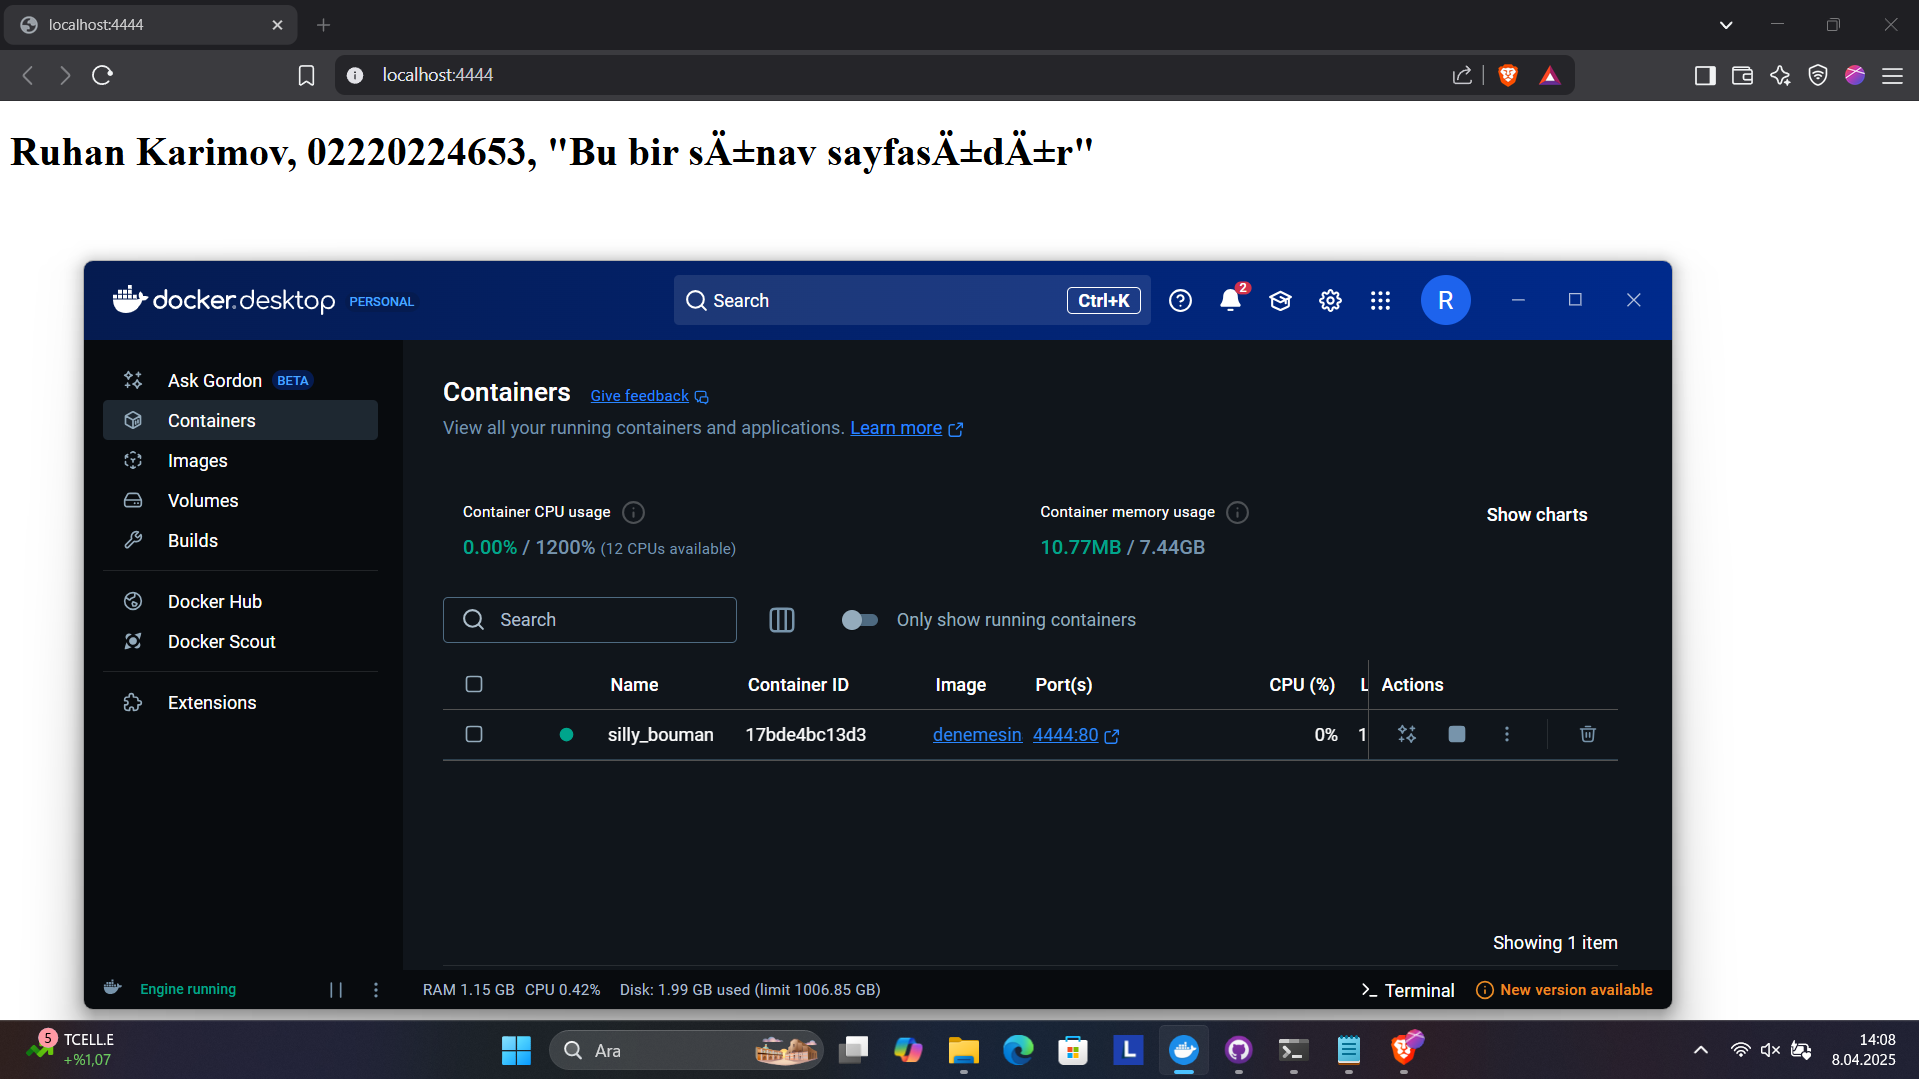 localhost:4444
localhost:4444
Ruhan Karimov, 02220224653, "Bu bir sÄ±nav sayfasÄ±dÄ±r"
docker.desktop PERSONAL
Search Ctrl+K
2
R
Ask Gordon BETA
Containers
Images
Volumes
Builds
Docker Hub
Docker Scout
Extensions
Containers Give feedback
View all your running containers and applications. Learn more
Container CPU usage
0.00% / 1200% (12 CPUs available)
Container memory usage
10.77MB / 7.44GB
Show charts
Search
Only show running containers
Name Container ID Image Port(s) CPU (%) L Actions
silly_bouman 17bde4bc13d3 denemesin 4444:80 0% 1
Showing 1 item
Engine running
RAM 1.15 GB CPU 0.42% Disk: 1.99 GB used (limit 1006.85 GB)
>_ Terminal
New version available
5
TCELL.E
+%1,07
Ara
L
14:08
8.04.2025